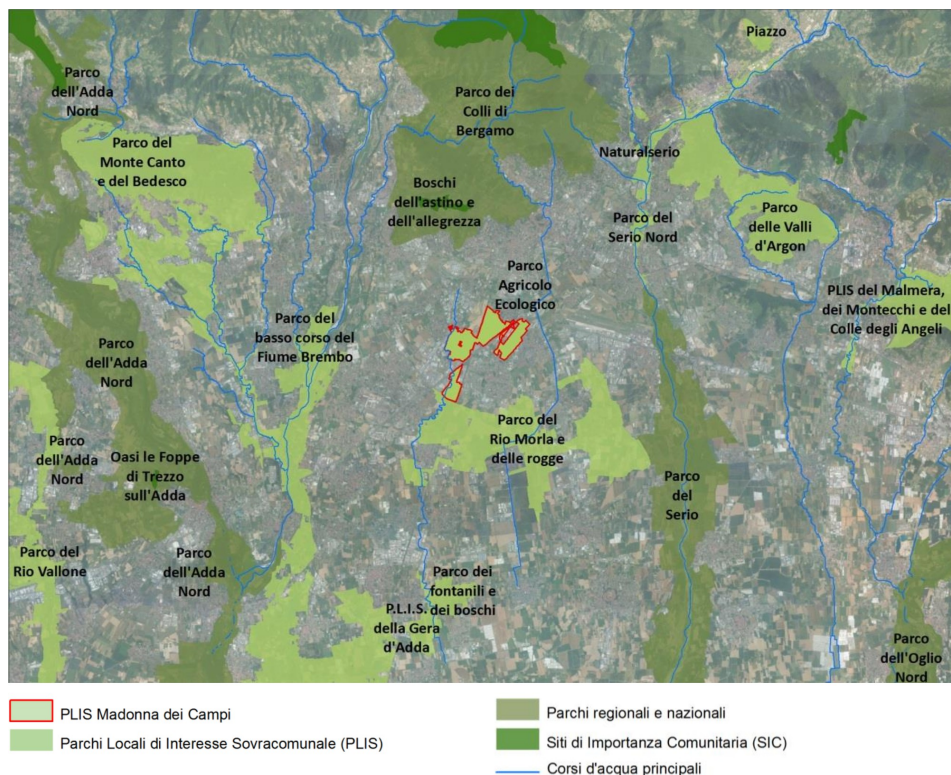 Piazzo
Parco
dell'Adda
Nord
Parco dei
Colli di
Bergamo
Parco del
Monte Canto
e del Bedesco
Naturalserio
Boschi
dell'astino e
dell'allegrezza
Parco del
Serio Nord
Parco
delle Valli
d'Argon
Parco
Agricolo
Ecologico
PLIS del Malmera,
dei Montecchi e del
Colle degli Angeli
Parco del
basso corso del
Fiume Brembo
Parco
dell'Adda
Nord
Parco
dell'Adda
Nord
Oasi le Foppe
di Trezzo
sull'Adda
Parco del
Rio Morla e
delle rogge
Parco
del
Serio
Parco del
Rio Vallone
Parco
dell'Adda
Nord
Parco dei
fontanili e
dei boschi
P.L.I.S.
della Gera
d'Adda
Parco
dell'Oglio
Nord
PLIS Madonna dei Campi
Parchi Locali di Interesse Sovracomunale (PLIS)
Parchi regionali e nazionali
Siti di Importanza Comunitaria (SIC)
Corsi d'acqua principali